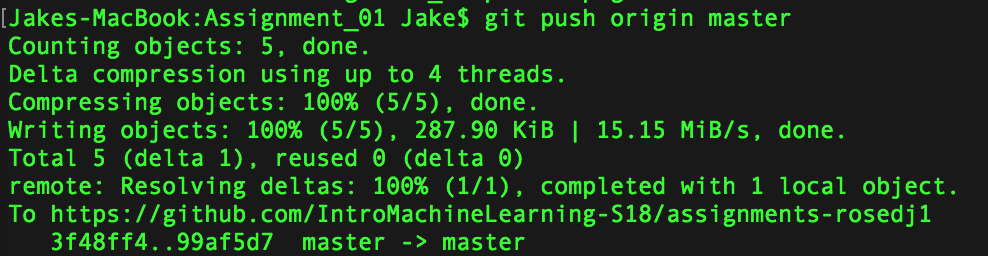 [Jakes-MacBook:Assignment_01 Jake$ git push origin master
Counting objects: 5, done.
Delta compression using up to 4 threads.
Compressing objects: 100% (5/5), done.
Writing objects: 100% (5/5), 287.90 KiB | 15.15 MiB/s, done.
Total 5 (delta 1), reused 0 (delta 0)
remote: Resolving deltas: 100% (1/1), completed with 1 local object.
To https://github.com/IntroMachineLearning-S18/assignments-rosedj1
   3f48ff4..99af5d7  master -> master